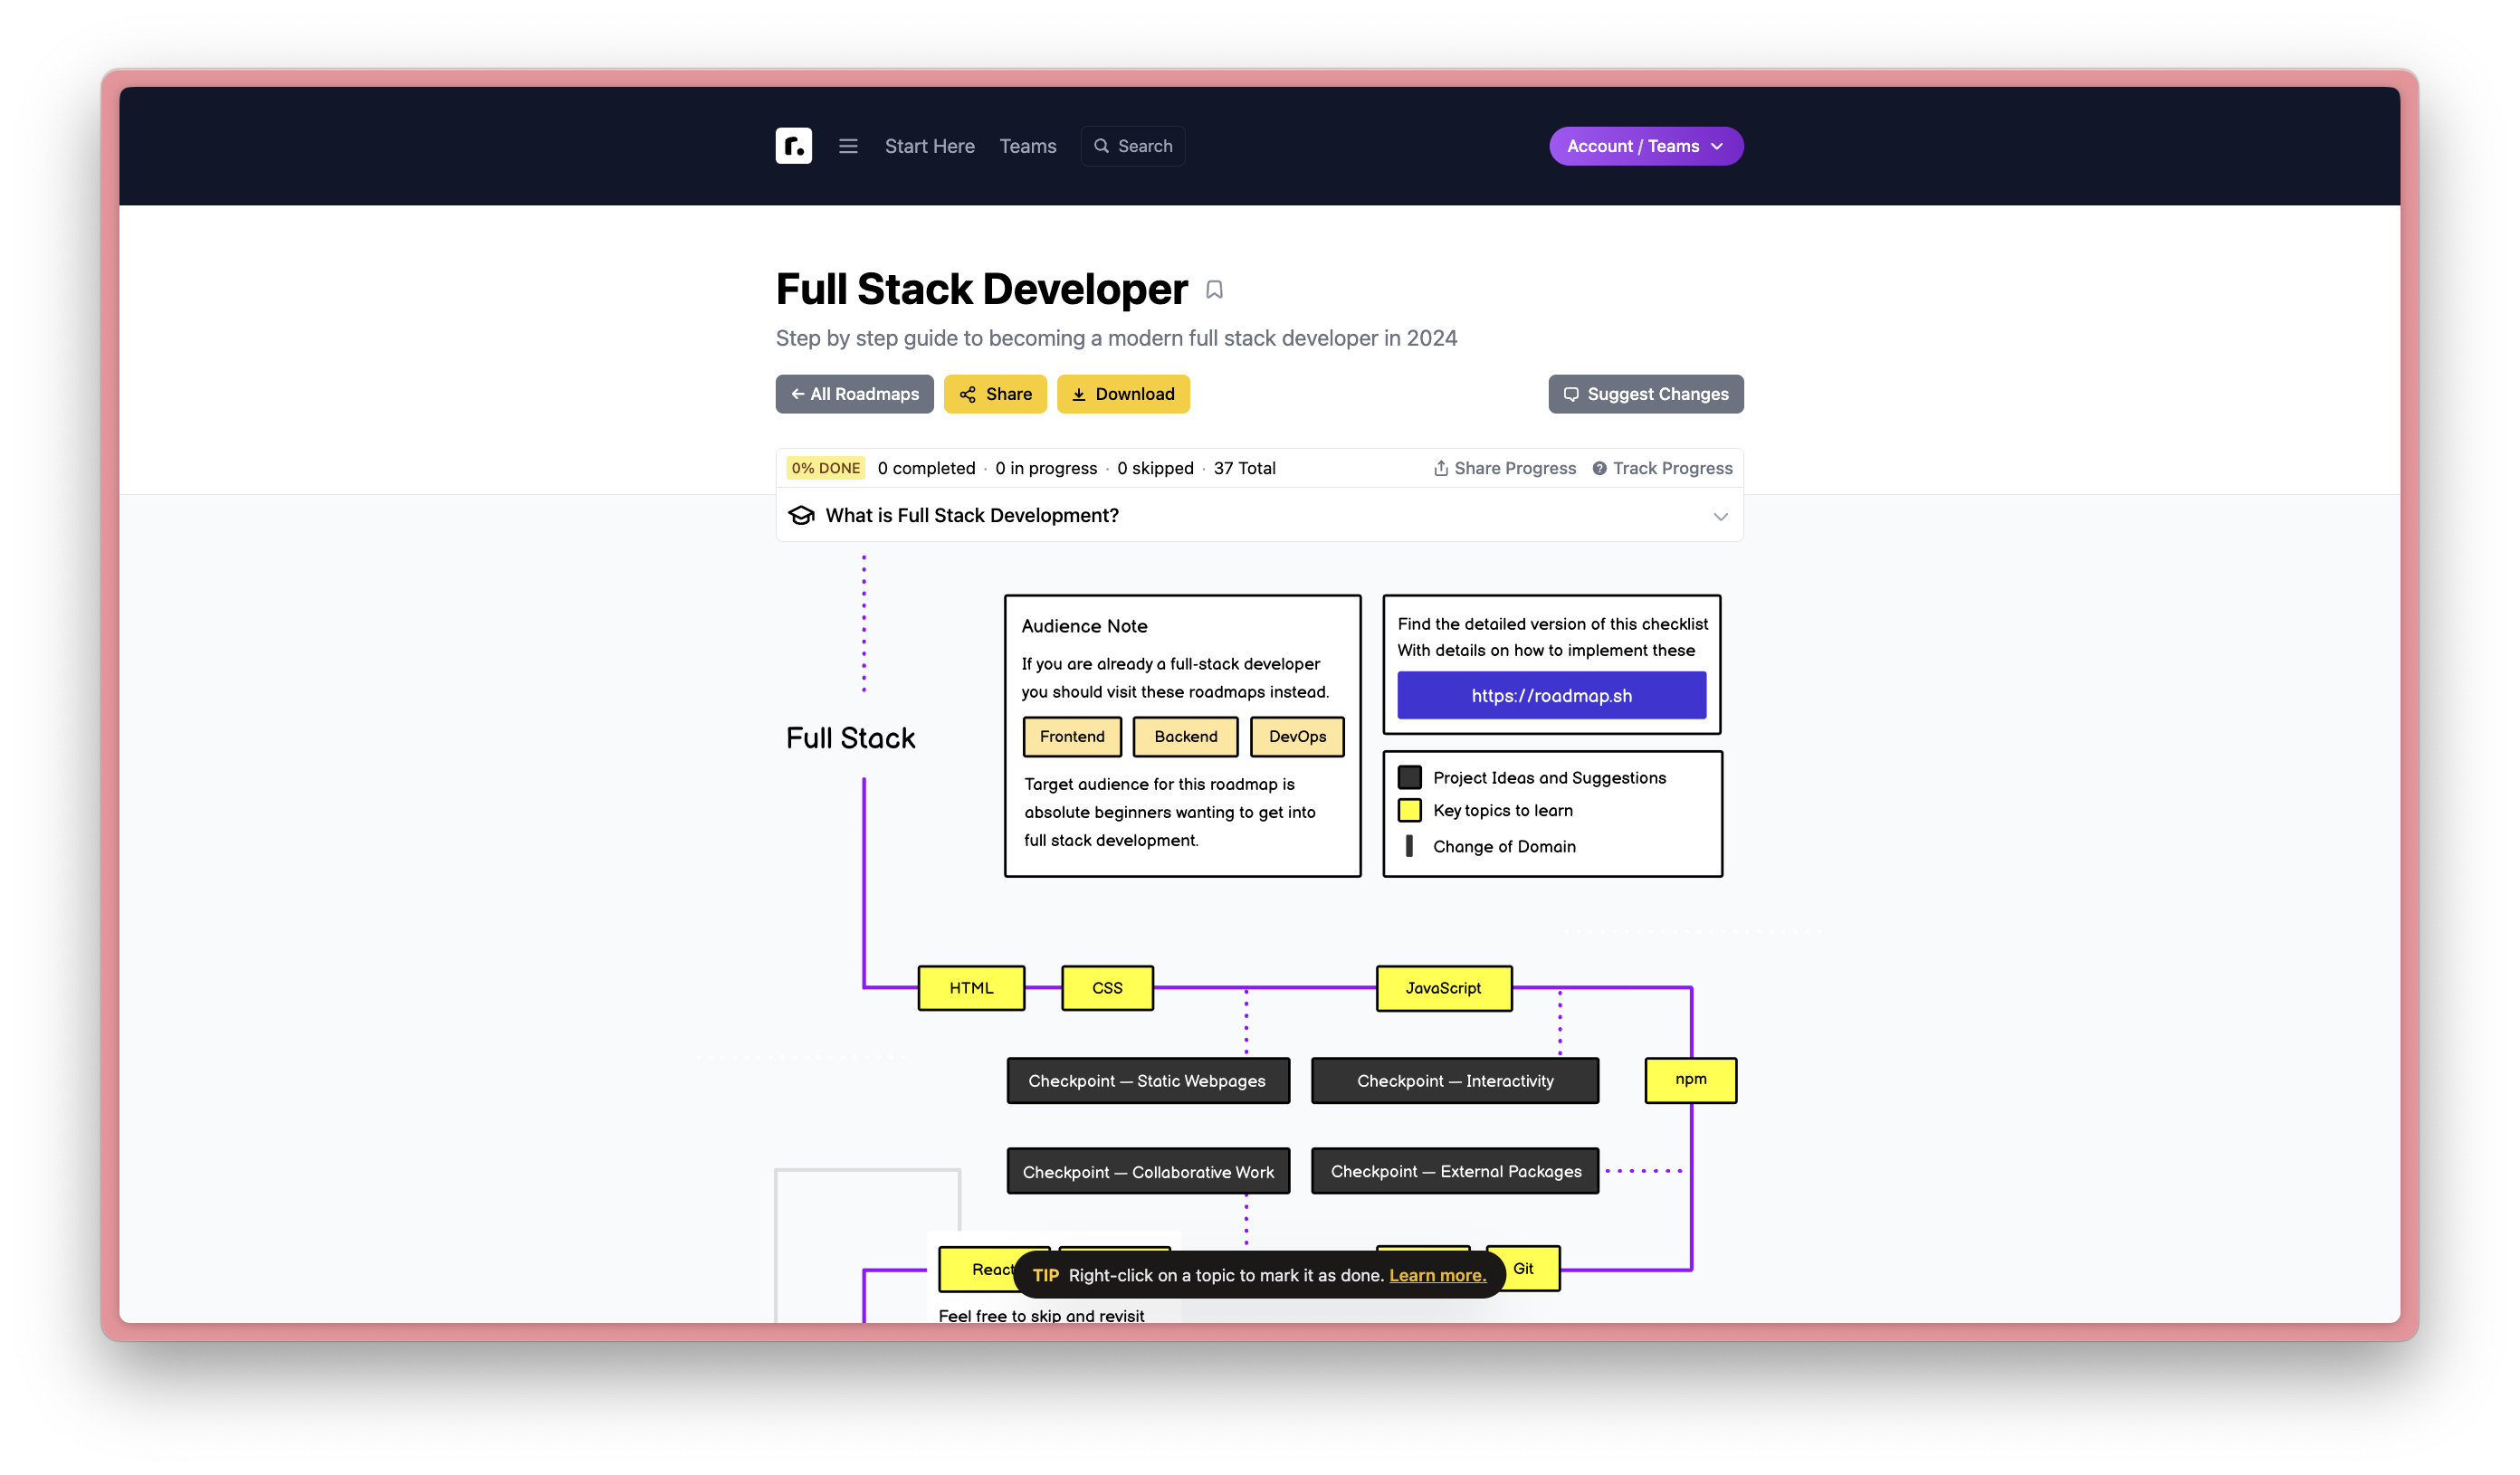 r.
Start Here
Teams
Search
Account / Teams
Full Stack Developer
Step by step guide to becoming a modern full stack developer in 2024
All Roadmaps
Share
Download
Suggest Changes
0% DONE 0 completed · 0 in progress · 0 skipped · 37 Total
Share Progress
Track Progress
What is Full Stack Development?
Audience Note
If you are already a full-stack developer
you should visit these roadmaps instead.
Frontend
Backend
DevOps
Target audience for this roadmap is
absolute beginners wanting to get into
full stack development.
Find the detailed version of this checklist
With details on how to implement these
https://roadmap.sh
Project Ideas and Suggestions
Key topics to learn
Change of Domain
Full Stack
HTML
CSS
JavaScript
Checkpoint — Static Webpages
Checkpoint — Interactivity
npm
Checkpoint — Collaborative Work
Checkpoint — External Packages
React
TIP Right-click on a topic to mark it as done. Learn more.
Git
Feel free to skip and revisit